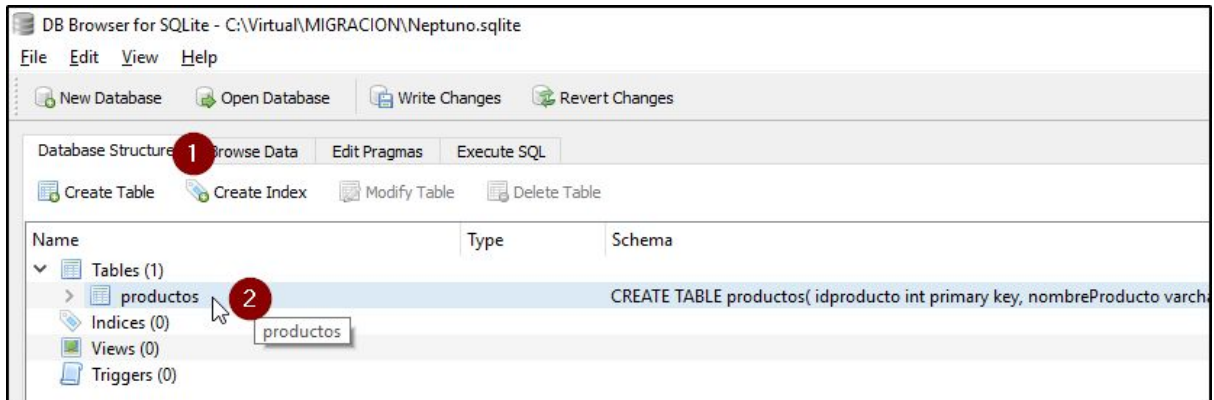 DB Browser for SQLite - C:\Virtual\MIGRACION\Neptuno.sqlite
File Edit View Help
New Database Open Database Write Changes Revert Changes
Database Structure 1 Browse Data Edit Pragmas Execute SQL
Create Table Create Index Modify Table Delete Table
Name Type Schema
Tables (1)
productos 2 CREATE TABLE productos( idproducto int primary key, nombreProducto varcha
productos
Indices (0)
Views (0)
Triggers (0)